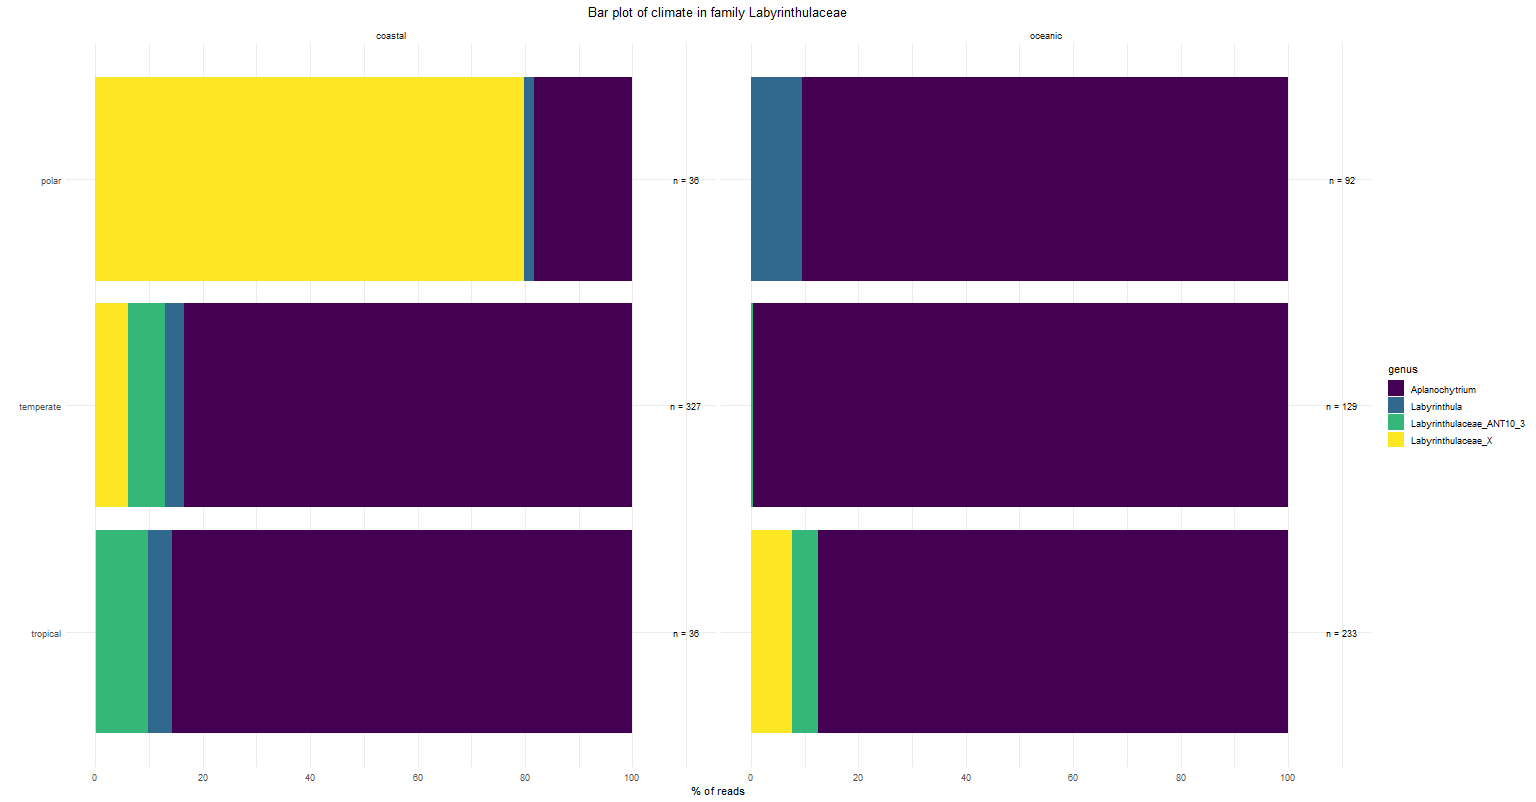 Bar plot of climate in family Labyrinthulaceae
coastal
oceanic
polar
n = 36
n = 92
temperate
n = 327
n = 129
tropical
n = 36
n = 233
genus
Aplanochytrium
Labyrinthula
Labyrinthulaceae_ANT10_3
Labyrinthulaceae_X
0 20 40 60 80 100
0 20 40 60 80 100
% of reads